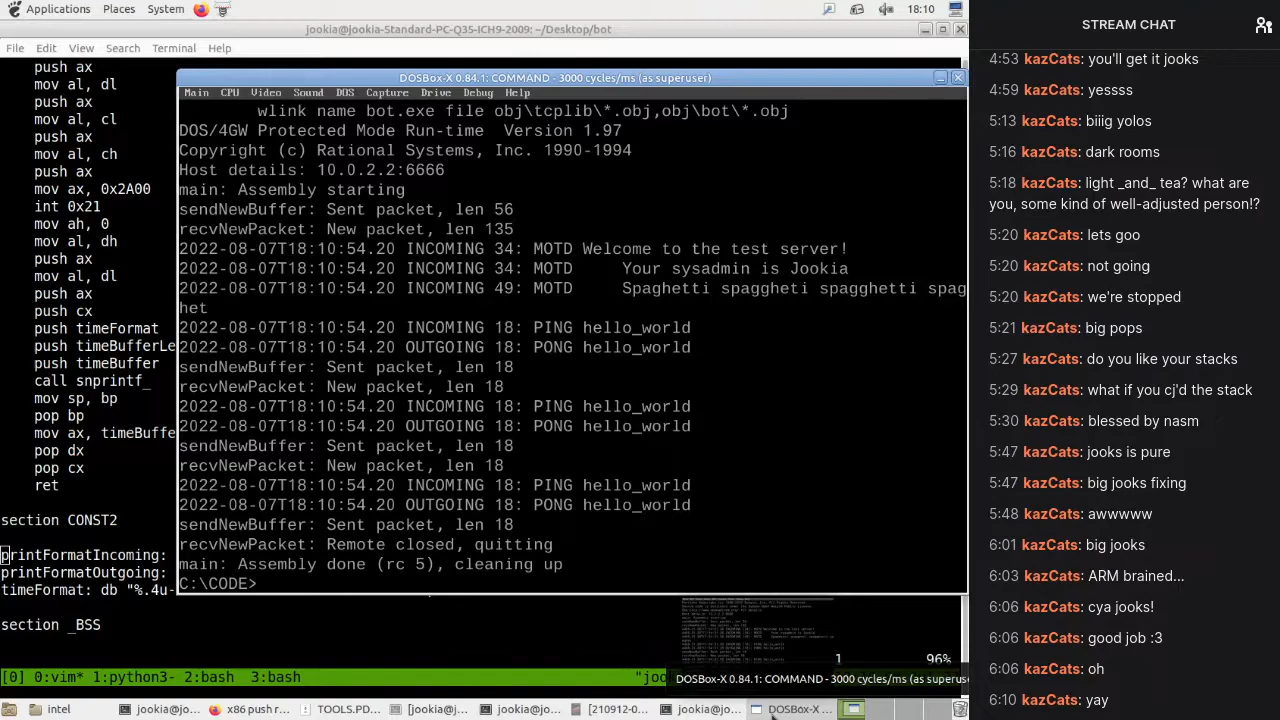 Applications Places System 18:10
jookia@jookia-Standard-PC-Q35-ICH9-2009: ~/Desktop/bot
File Edit View Search Terminal Help
push ax
mov al, dl
push ax
mov al, cl
push ax
mov al, ch
push ax
mov ax, 0x2A00
int 0x21
mov ah, 0
mov al, dh
push ax
mov al, dl
push ax
push cx
push timeFormat
push timeBufferLe
push timeBuffer
call snprintf_
mov sp, bp
pop bp
mov ax, timeBuffe
pop dx
pop cx
ret
section CONST2
printFormatIncoming:
printFormatOutgoing:
timeFormat: db "%.4u-
section _BSS
1 96%
[0] 0:vim* 1:python3- 2:bash 3:bash "joo
DOSBox-X 0.84.1: COMMAND - 3000 cycles/ms (as superuser)
Main CPU Video Sound DOS Capture Drive Debug Help
wlink name bot.exe file obj\tcplib\*.obj,obj\bot\*.obj
DOS/4GW Protected Mode Run-time Version 1.97
Copyright (c) Rational Systems, Inc. 1990-1994
Host details: 10.0.2.2:6666
main: Assembly starting
sendNewBuffer: Sent packet, len 56
recvNewPacket: New packet, len 135
2022-08-07T18:10:54.20 INCOMING 34: MOTD Welcome to the test server!
2022-08-07T18:10:54.20 INCOMING 34: MOTD Your sysadmin is Jookia
2022-08-07T18:10:54.20 INCOMING 49: MOTD Spaghetti spaggheti spagghetti spag
het
2022-08-07T18:10:54.20 INCOMING 18: PING hello_world
2022-08-07T18:10:54.20 OUTGOING 18: PONG hello_world
sendNewBuffer: Sent packet, len 18
recvNewPacket: New packet, len 18
2022-08-07T18:10:54.20 INCOMING 18: PING hello_world
2022-08-07T18:10:54.20 OUTGOING 18: PONG hello_world
sendNewBuffer: Sent packet, len 18
recvNewPacket: New packet, len 18
2022-08-07T18:10:54.20 INCOMING 18: PING hello_world
2022-08-07T18:10:54.20 OUTGOING 18: PONG hello_world
sendNewBuffer: Sent packet, len 18
recvNewPacket: Remote closed, quitting
main: Assembly done (rc 5), cleaning up
C:\CODE>
DOSBox-X 0.84.1: COMMAND - 3000 cycles/ms (as superuse
intel jookia@jo... x86 prefet... TCP.C.PD... [jookia@jo... jookia@jo... [210912-0... jookia@jo... DOSBox-X ...
STREAM CHAT
4:53 kazCats: you'll get it jooks
4:59 kazCats: yessss
5:13 kazCats: biiig yolos
5:16 kazCats: dark rooms
5:18 kazCats: light _and_ tea? what are
you, some kind of well-adjusted person!?
5:20 kazCats: lets goo
5:20 kazCats: not going
5:20 kazCats: we're stopped
5:21 kazCats: big pops
5:27 kazCats: do you like your stacks
5:29 kazCats: what if you cj'd the stack
5:30 kazCats: blessed by nasm
5:47 kazCats: jooks is pure
5:47 kazCats: big jooks fixing
5:48 kazCats: awwwww
6:01 kazCats: big jooks
6:03 kazCats: ARM brained...
6:06 kazCats: oyasumi
6:06 kazCats: goomba :3
6:06 kazCats: oh
6:10 kazCats: yay